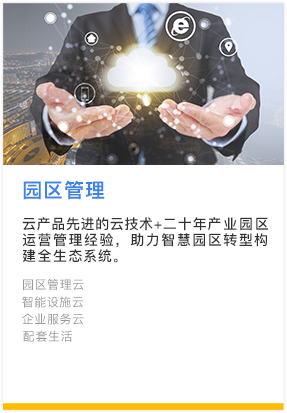 园区管理
云产品先进的云技术+二十年产业园区
运营管理经验，助力智慧园区转型构
建全生态系统。
园区管理云
智能设施云
企业服务云
配套生活